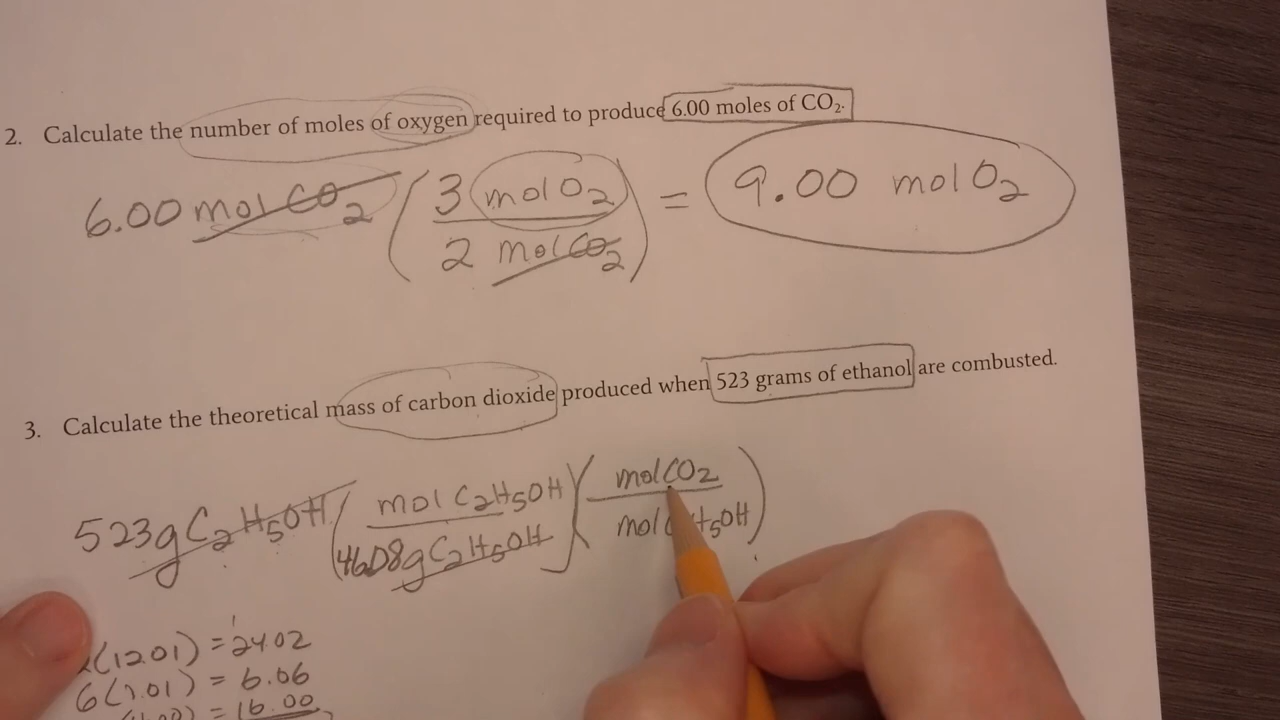 2. Calculate the number of moles of oxygen required to produce 6.00 moles of CO2.
6.00 mol CO2 ( 3 mol O2 / 2 mol CO2 ) = 9.00 mol O2
3. Calculate the theoretical mass of carbon dioxide produced when 523 grams of ethanol are combusted.
523g C2H5OH ( mol C2H5OH / 46.08g C2H5OH ) ( mol CO2 / mol H5OH )
(12.01) = 24.02
6(1.01) = 6.06
= 16.00